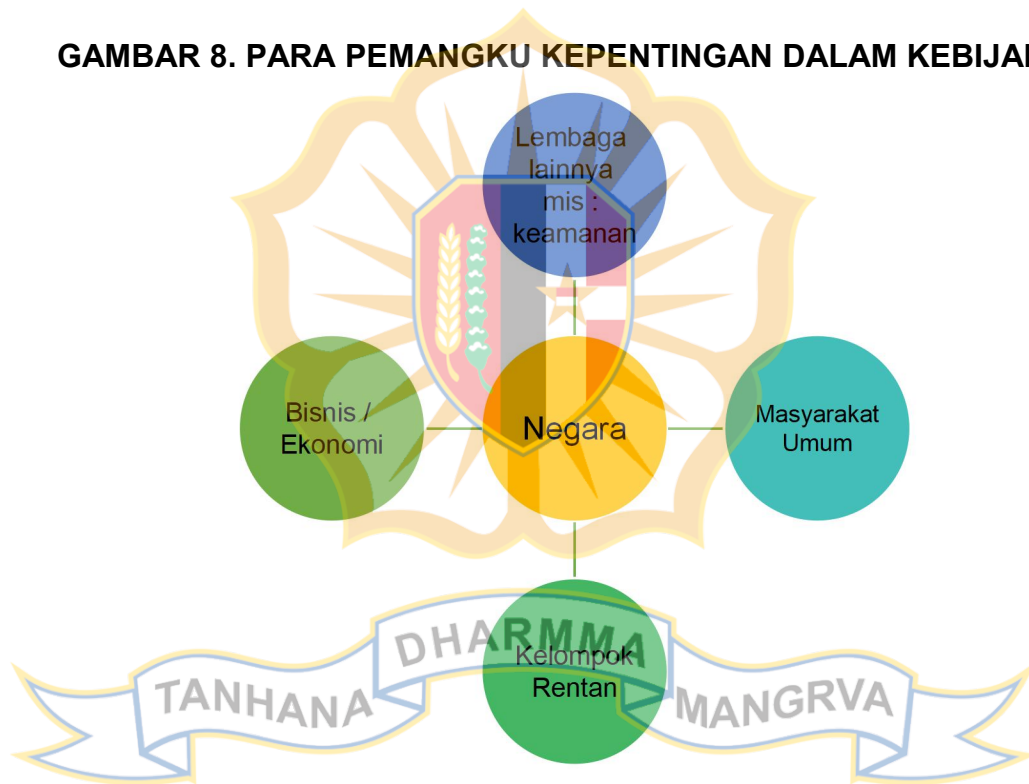 GAMBAR 8. PARA PEMANGKU KEPENTINGAN DALAM
Lembaga
lainnya
mis :
keamanan
Bisnis /
Ekonomi
Negara
Masyarakat
Umum
Kelompok
Rentan
TANHANA DHARMMA MANGRVA